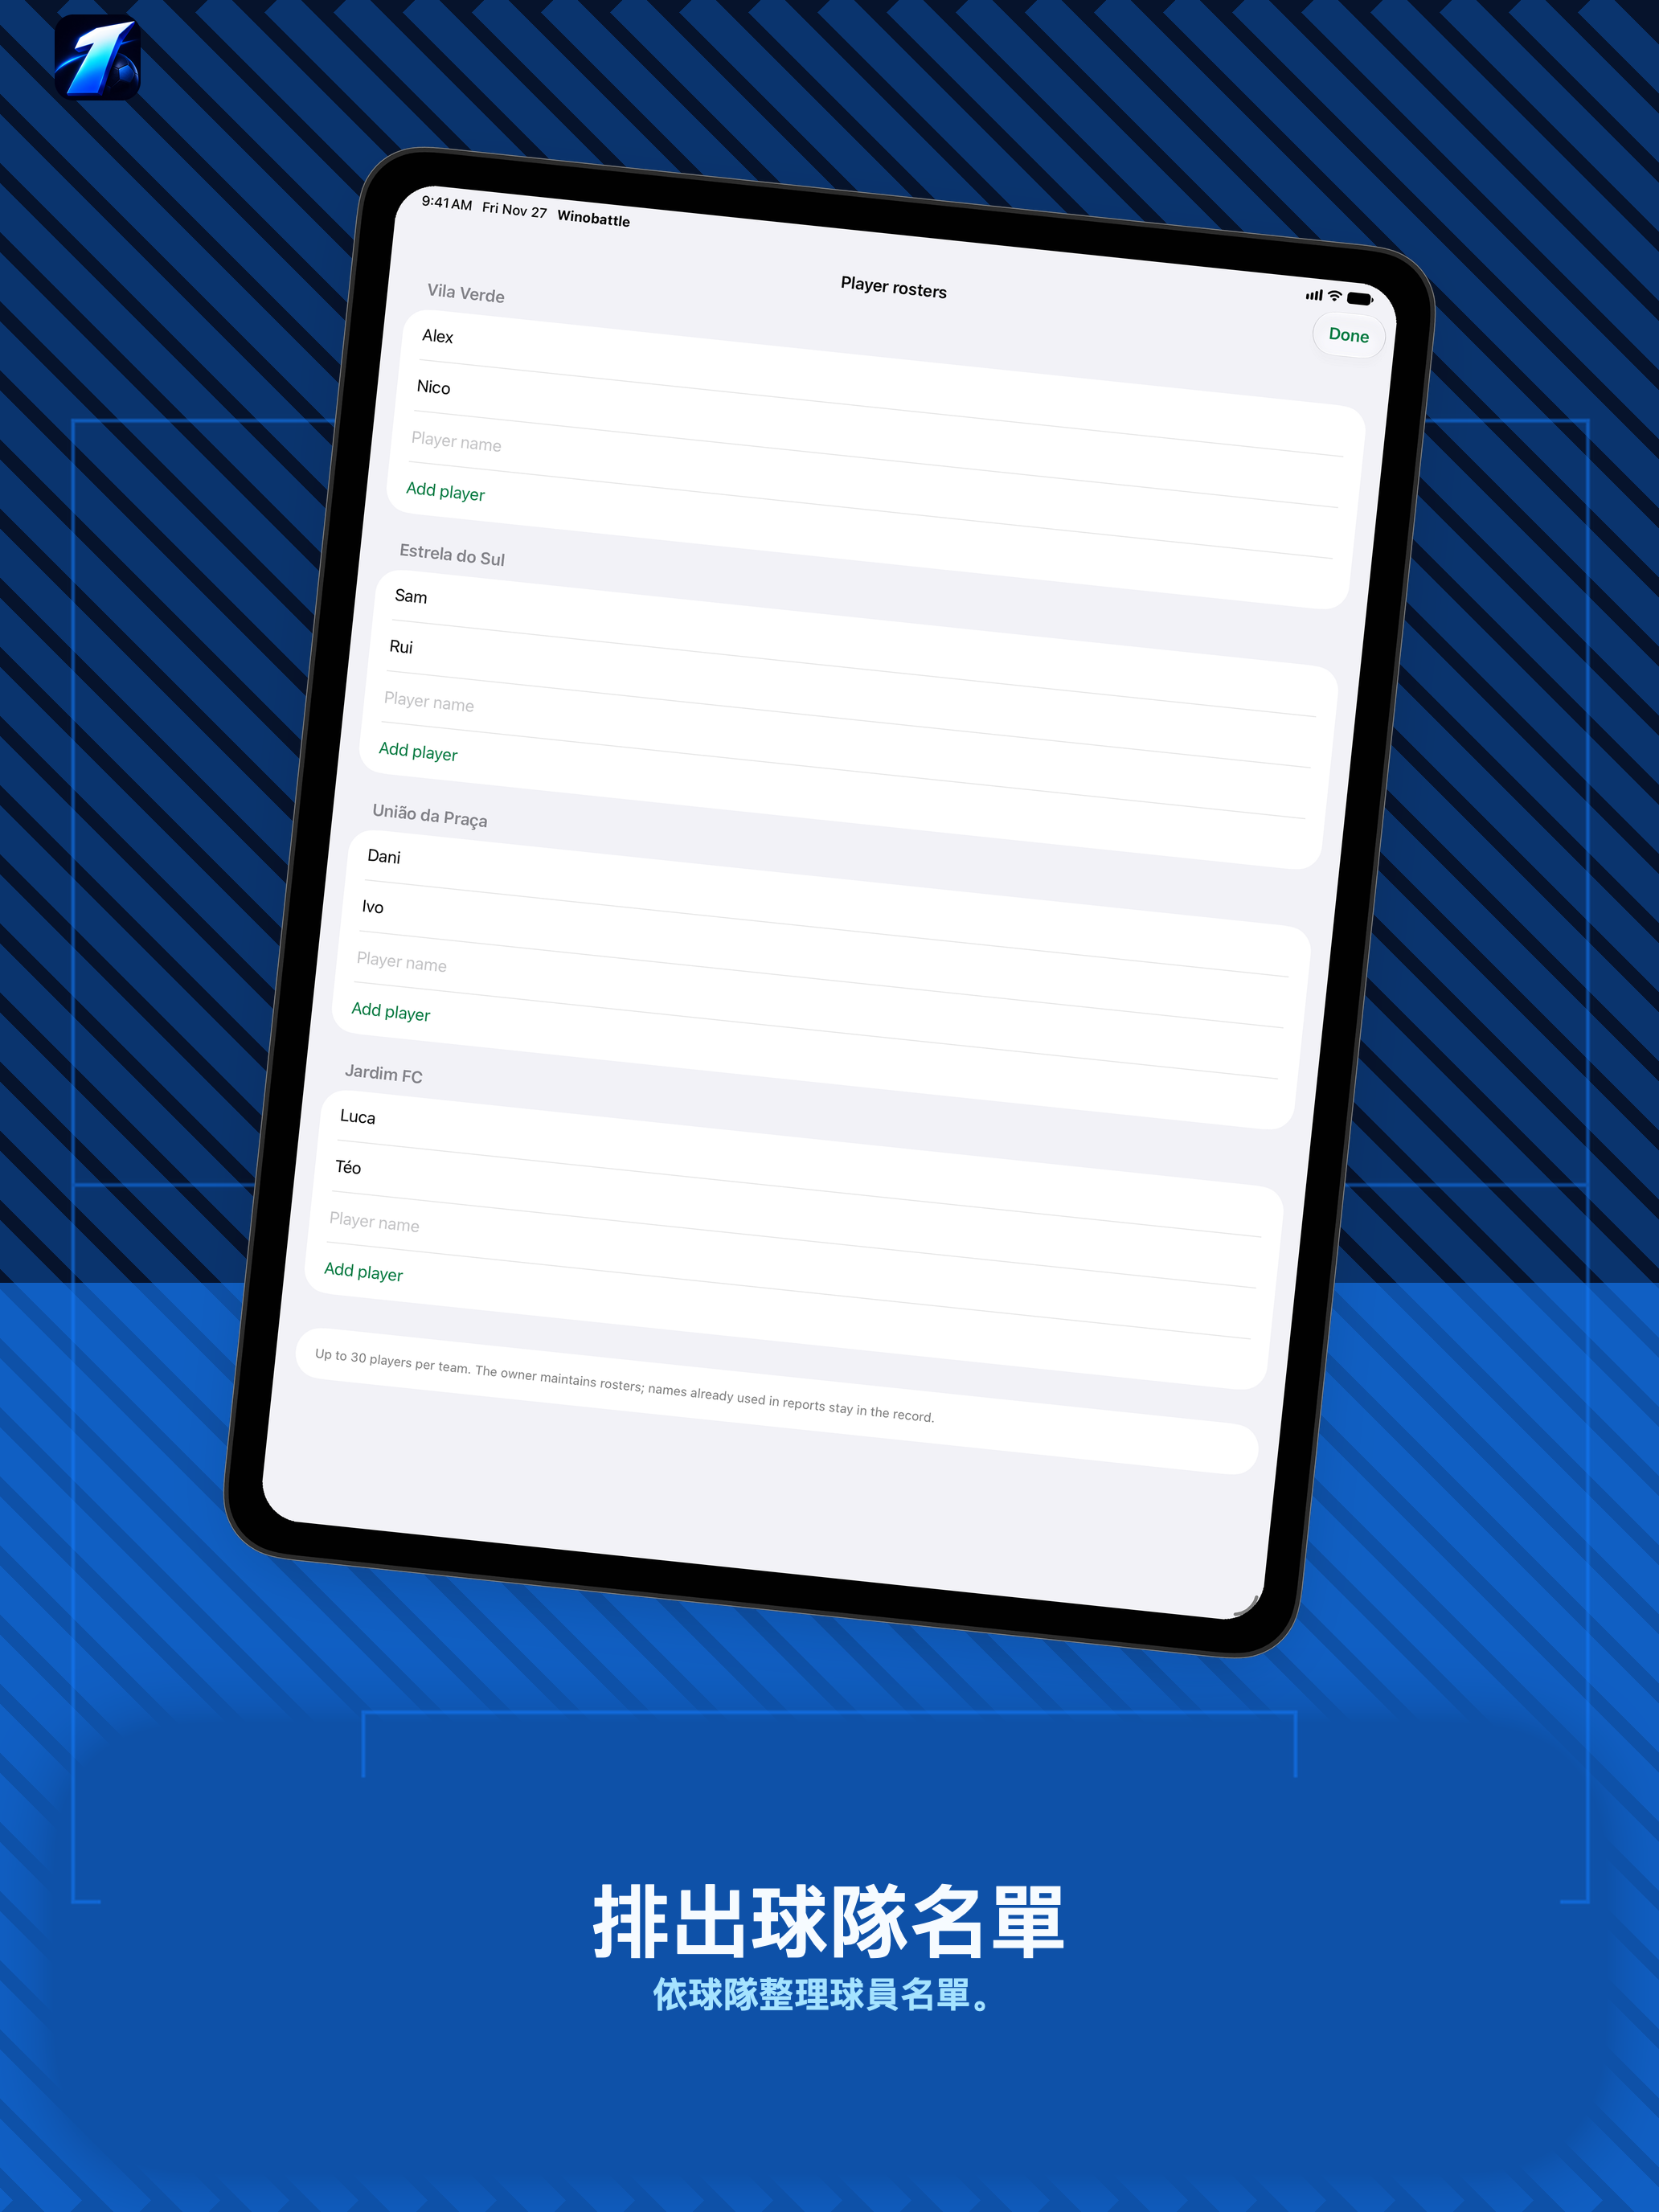 9:41 AM Fri Nov 27 Winobattle
Player rosters
Done
Vila Verde
Alex
Nico
Player name
Add player
Estrela do Sul
Sam
Rui
Player name
Add player
União da Praça
Dani
Ivo
Player name
Add player
Jardim FC
Luca
Téo
Player name
Add player
Up to 30 players per team. The owner maintains rosters; names already used in reports stay in the record.
排出球隊名單
依球隊整理球員名單。